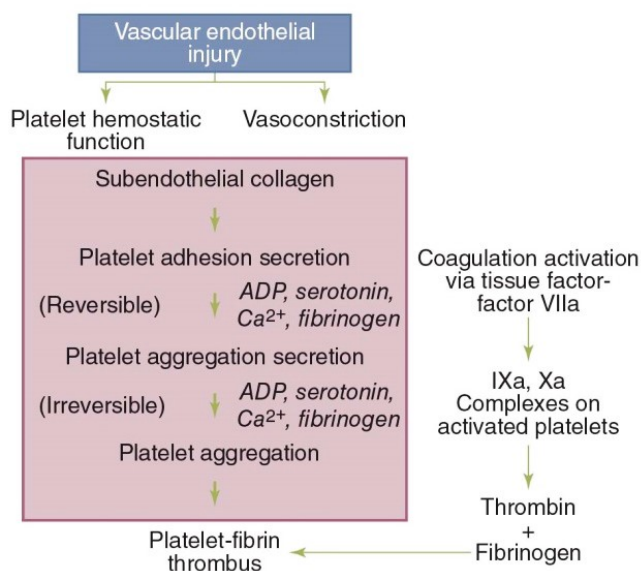 Vascular endothelial
injury
Platelet hemostatic
function
Vasoconstriction
Subendothelial collagen
Platelet adhesion secretion
(Reversible)
ADP, serotonin,
Ca²⁺, fibrinogen
Platelet aggregation secretion
(Irreversible)
ADP, serotonin,
Ca²⁺, fibrinogen
Platelet aggregation
Platelet-fibrin
thrombus
Coagulation activation
via tissue factor-
factor VIIa
IXa, Xa
Complexes on
activated platelets
Thrombin
+
Fibrinogen